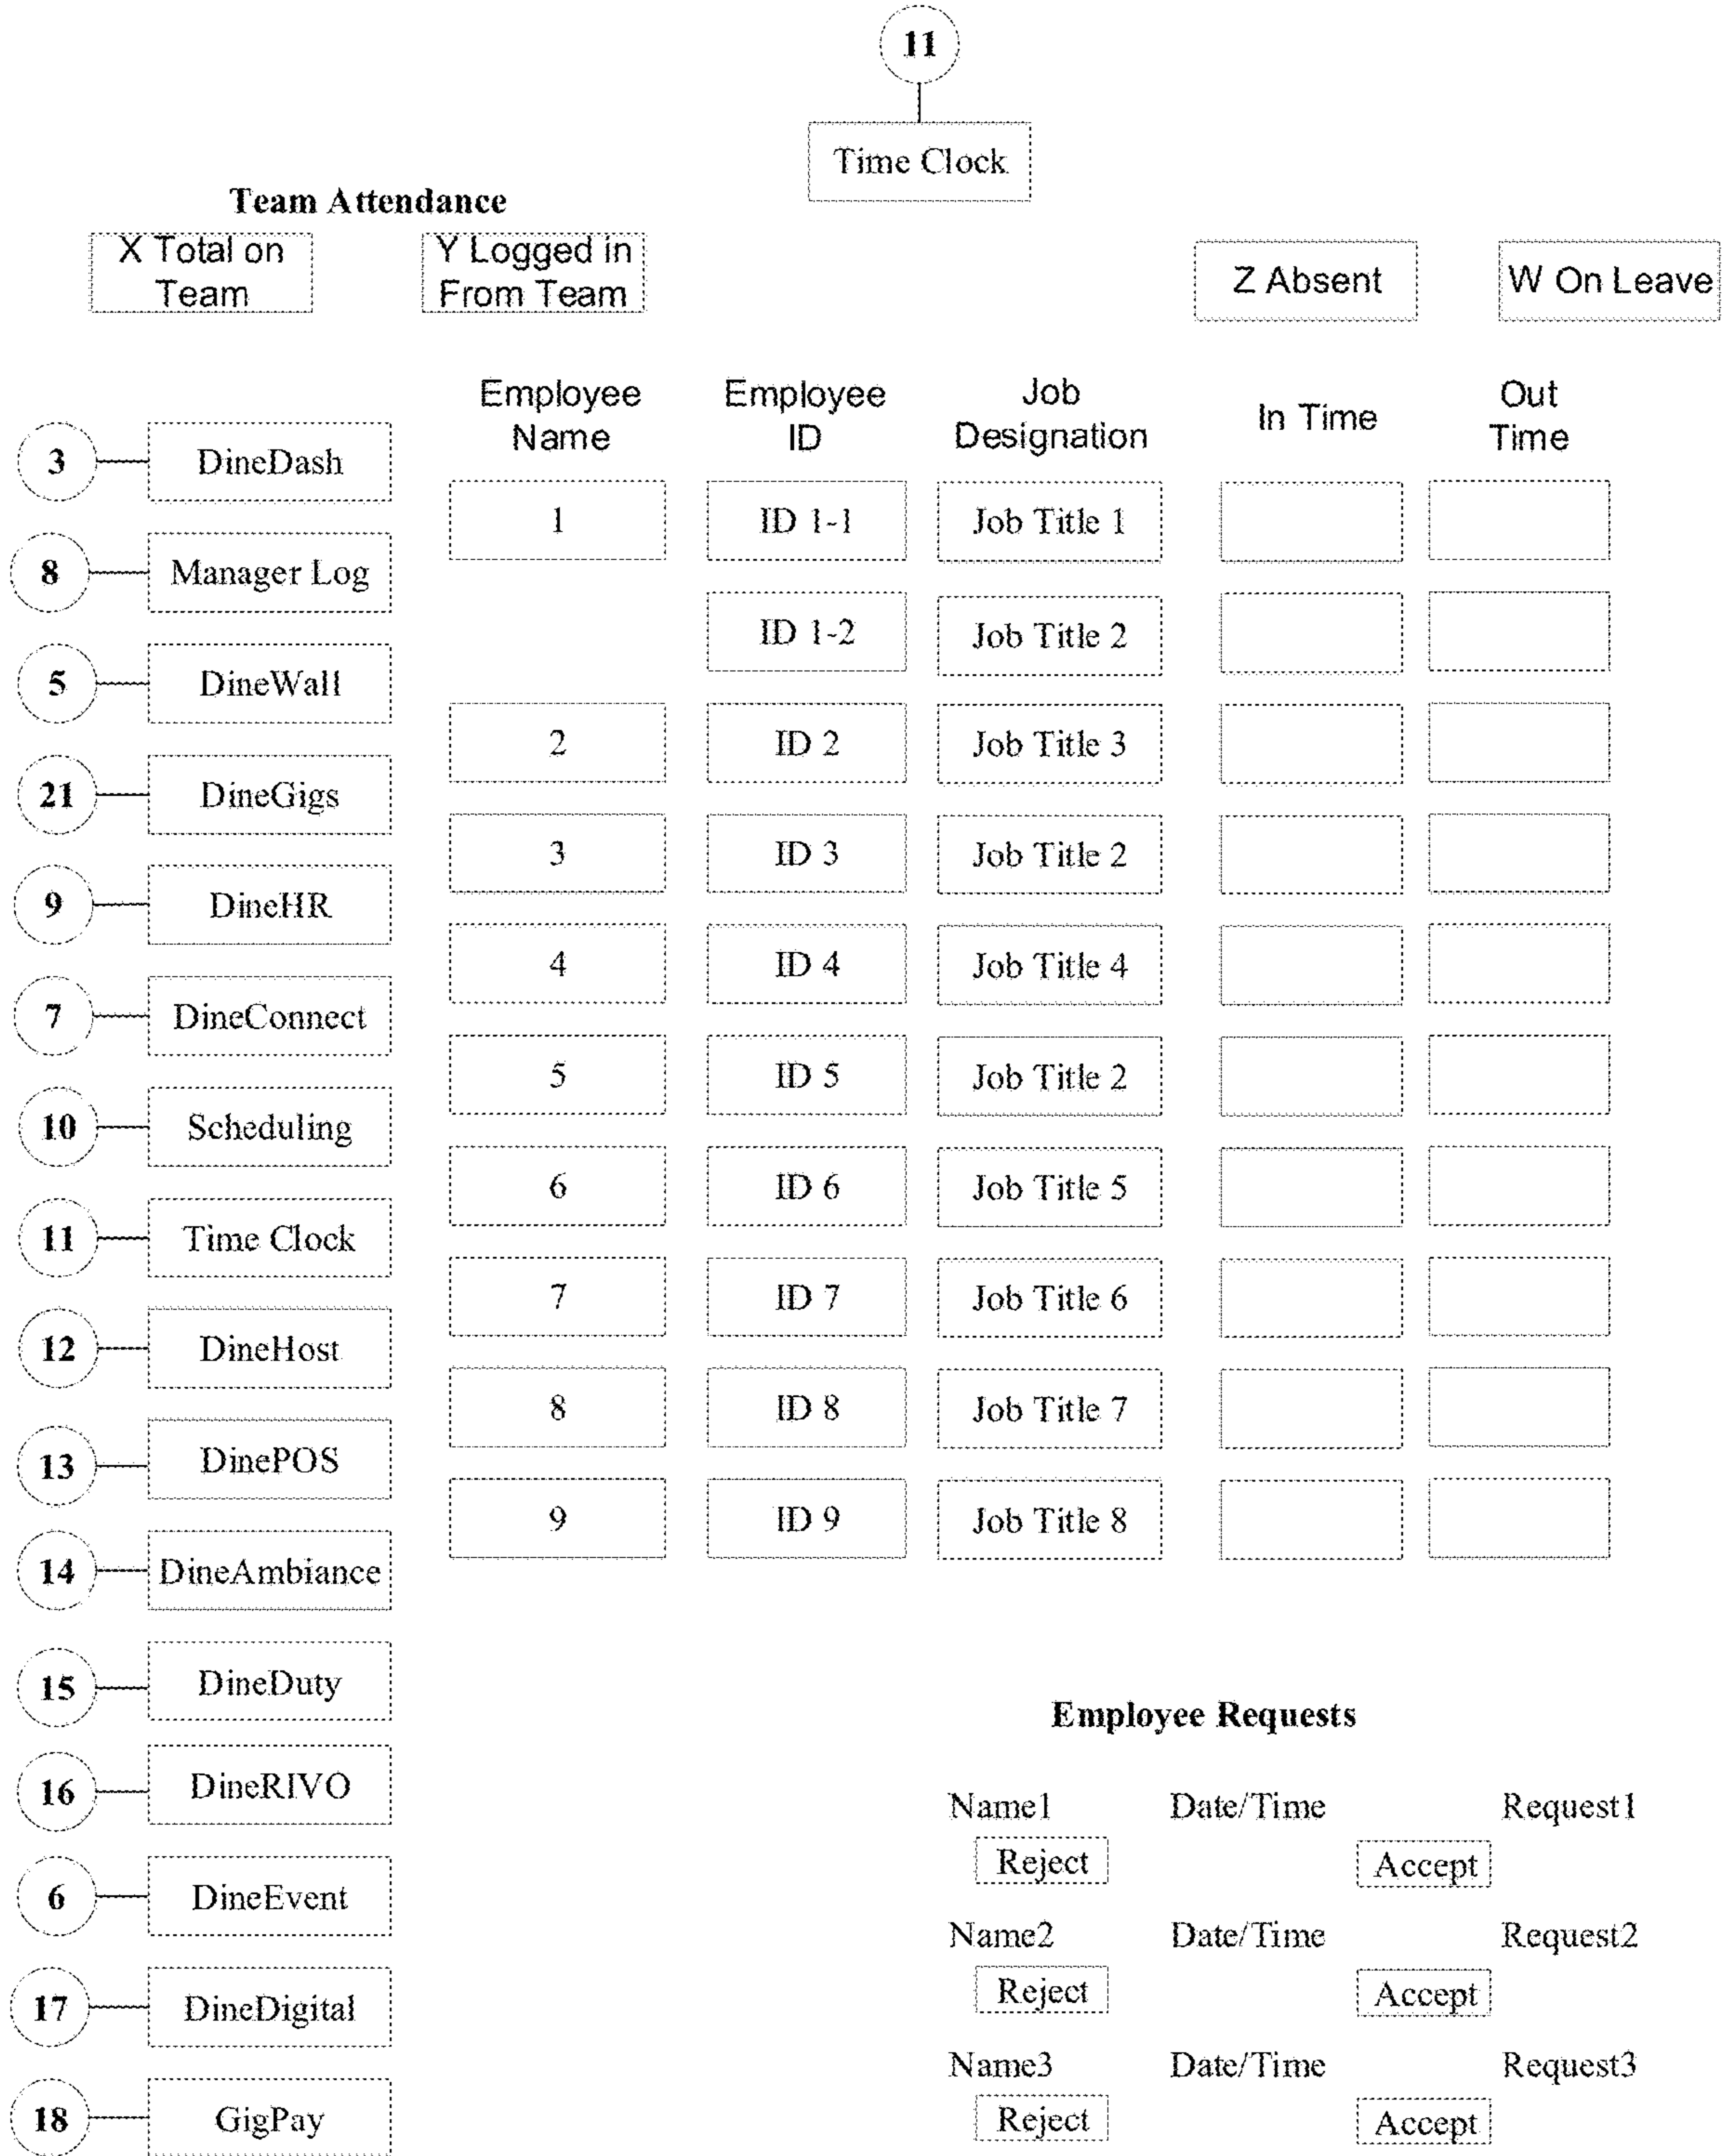 11
Time Clock
Team Attendance
X Total on
Team
Y Logged in
From Team
Z Absent
W On Leave
Employee
Name
Employee
ID
Job
Designation
In Time
Out
Time
3 DineDash
1 ID 1-1 Job Title 1
8 Manager Log
ID 1-2 Job Title 2
5 DineWall
2 ID 2 Job Title 3
21 DineGigs
3 ID 3 Job Title 2
9 DineHR
4 ID 4 Job Title 4
7 DineConnect
5 ID 5 Job Title 2
10 Scheduling
6 ID 6 Job Title 5
11 Time Clock
7 ID 7 Job Title 6
12 DineHost
8 ID 8 Job Title 7
13 DinePOS
9 ID 9 Job Title 8
14 DineAmbiance
15 DineDuty
Employee Requests
16 DineRIVO
Name1 Date/Time Request1
Reject Accept
6 DineEvent
Name2 Date/Time Request2
Reject Accept
17 DineDigital
Name3 Date/Time Request3
Reject Accept
18 GigPay